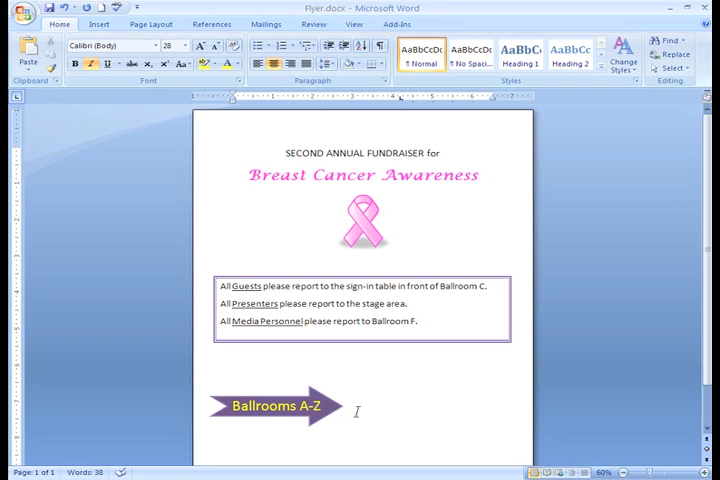 Flyer.docx - Microsoft Word
Home Insert Page Layout References Mailings Review View Add-Ins
Calibri (Body) 28
Paste
B I U abc x₂ x² Aa
AaBbCcDc AaBbCcDc AaBbC AaBbCc
¶ Normal ¶ No Spaci... Heading 1 Heading 2
Change Styles
Find
Replace
Select
Clipboard Font Paragraph Styles Editing
SECOND ANNUAL FUNDRAISER for
Breast Cancer Awareness
All Guests please report to the sign-in table in front of Ballroom C.
All Presenters please report to the stage area.
All Media Personnel please report to Ballroom F.
Ballrooms A-Z
Page: 1 of 1 Words: 38 60%